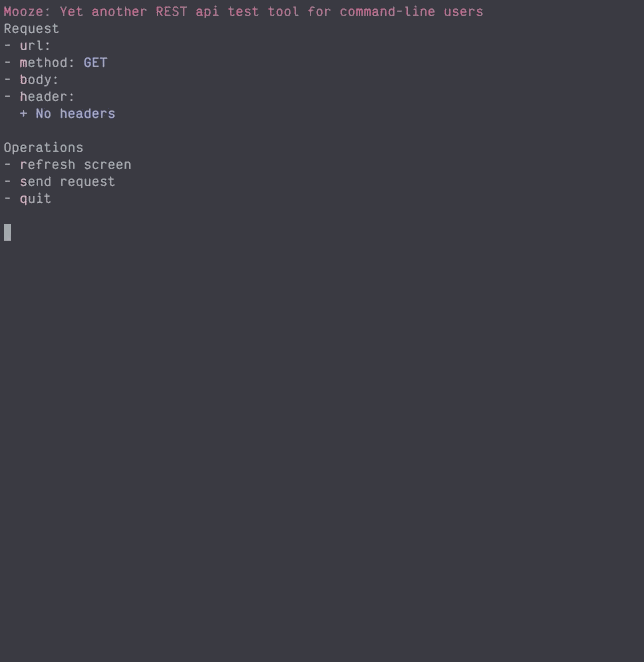 Mooze: Yet another REST api test tool for command-line users
Request
- url:
- method: GET
- body:
- header:
  + No headers

Operations
- refresh screen
- send request
- quit